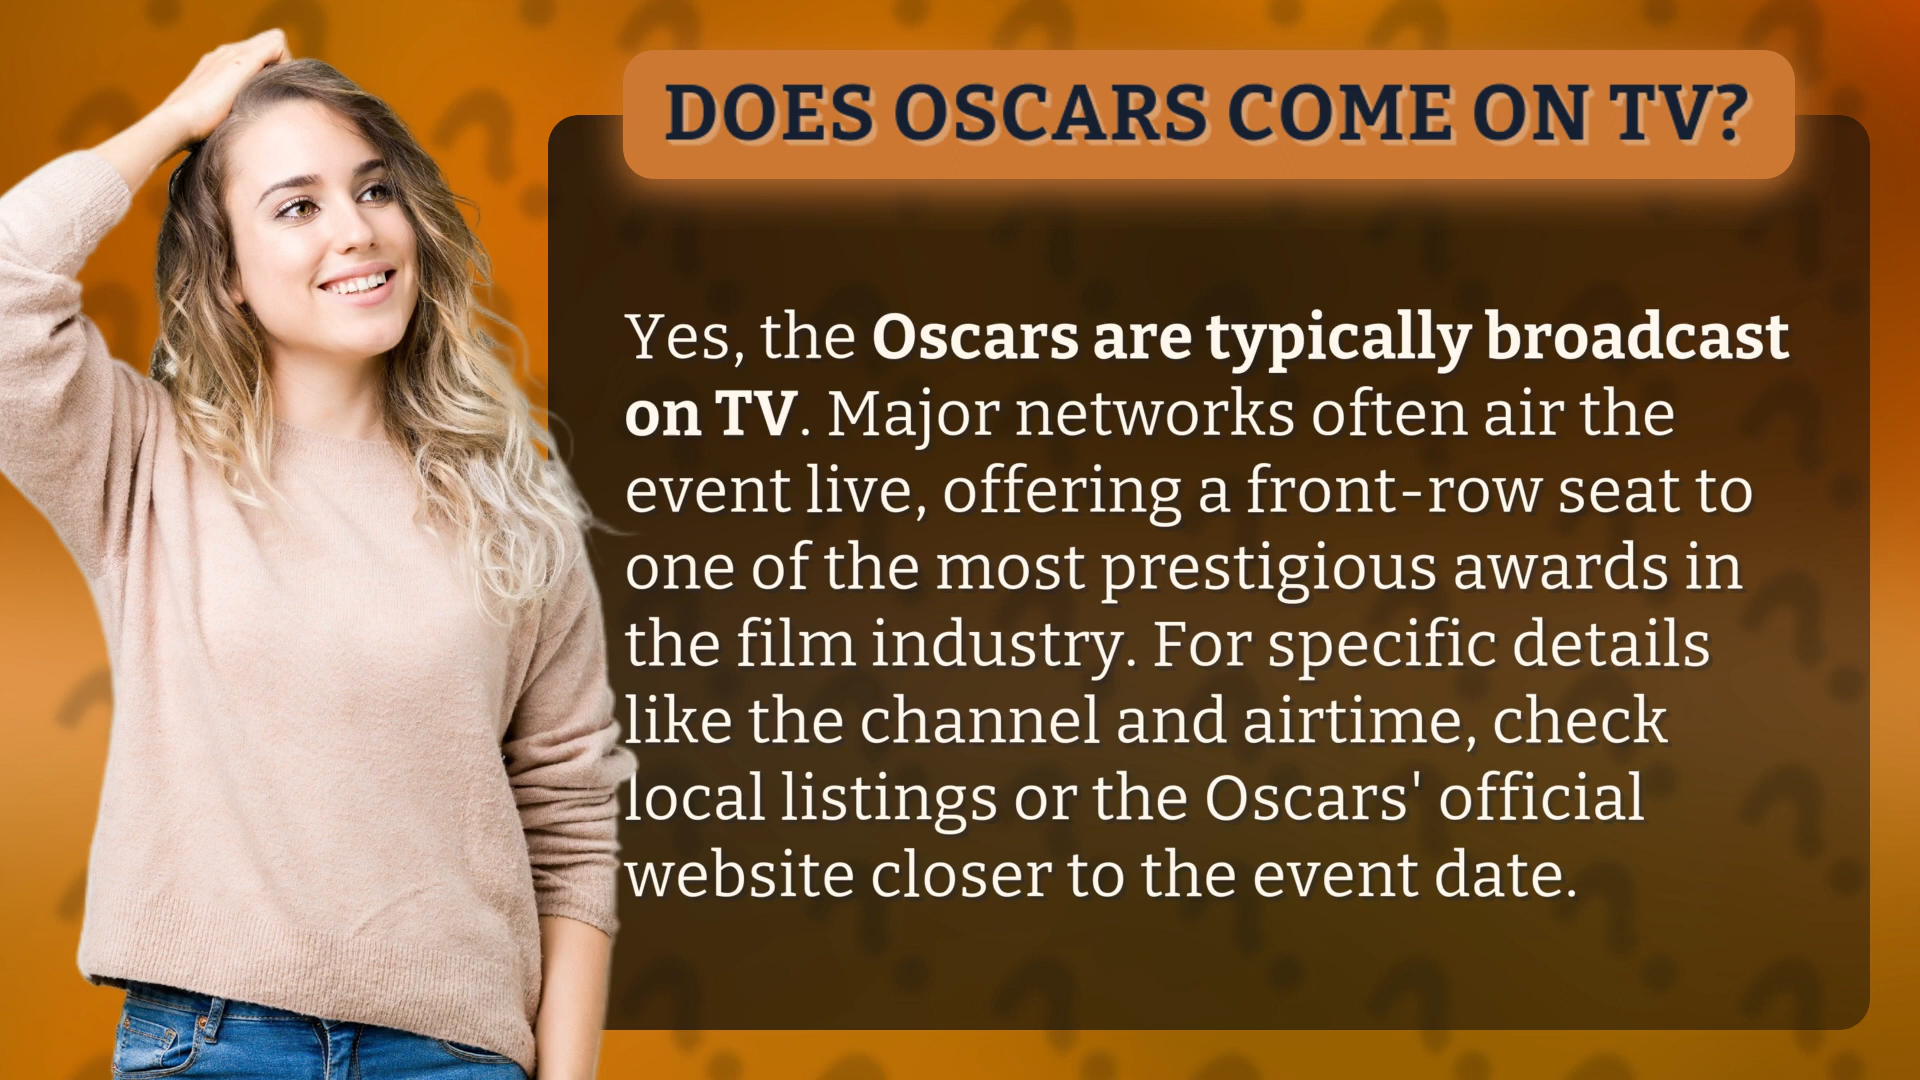 DOES OSCARS COME ON TV?
Yes, the Oscars are typically broadcast
on TV. Major networks often air the
event live, offering a front-row seat to
one of the most prestigious awards in
the film industry. For specific details
like the channel and airtime, check
local listings or the Oscars' official
website closer to the event date.